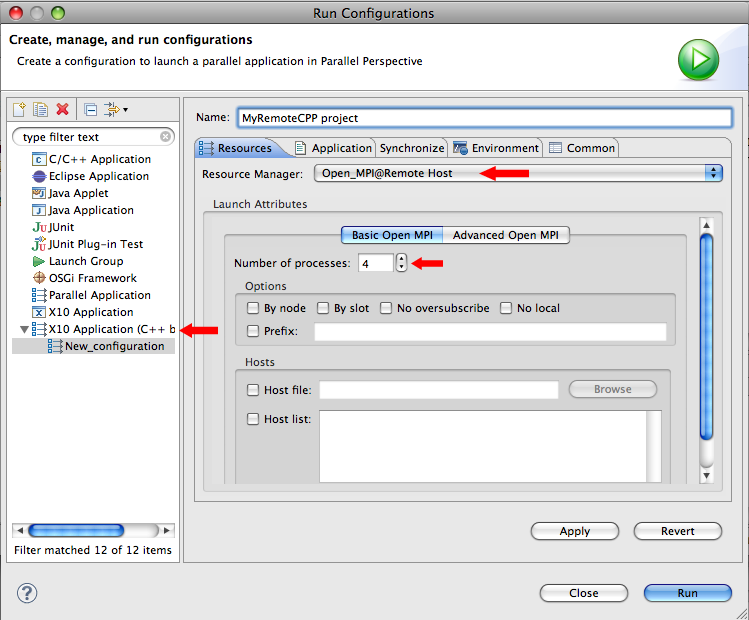 Run Configurations
Create, manage, and run configurations
Create a configuration to launch a parallel application in Parallel Perspective
type filter text
C/C++ Application
Eclipse Application
Java Applet
Java Application
JUnit
JUnit Plug-in Test
Launch Group
OSGi Framework
Parallel Application
X10 Application
X10 Application (C++ b
New_configuration
Filter matched 12 of 12 items
Name: MyRemoteCPP project
Resources Application Synchronize Environment Common
Resource Manager: Open_MPI@Remote Host
Launch Attributes
Basic Open MPI Advanced Open MPI
Number of processes: 4
Options
By node By slot No oversubscribe No local
Prefix:
Hosts
Host file: Browse
Host list:
Apply Revert
? Close Run